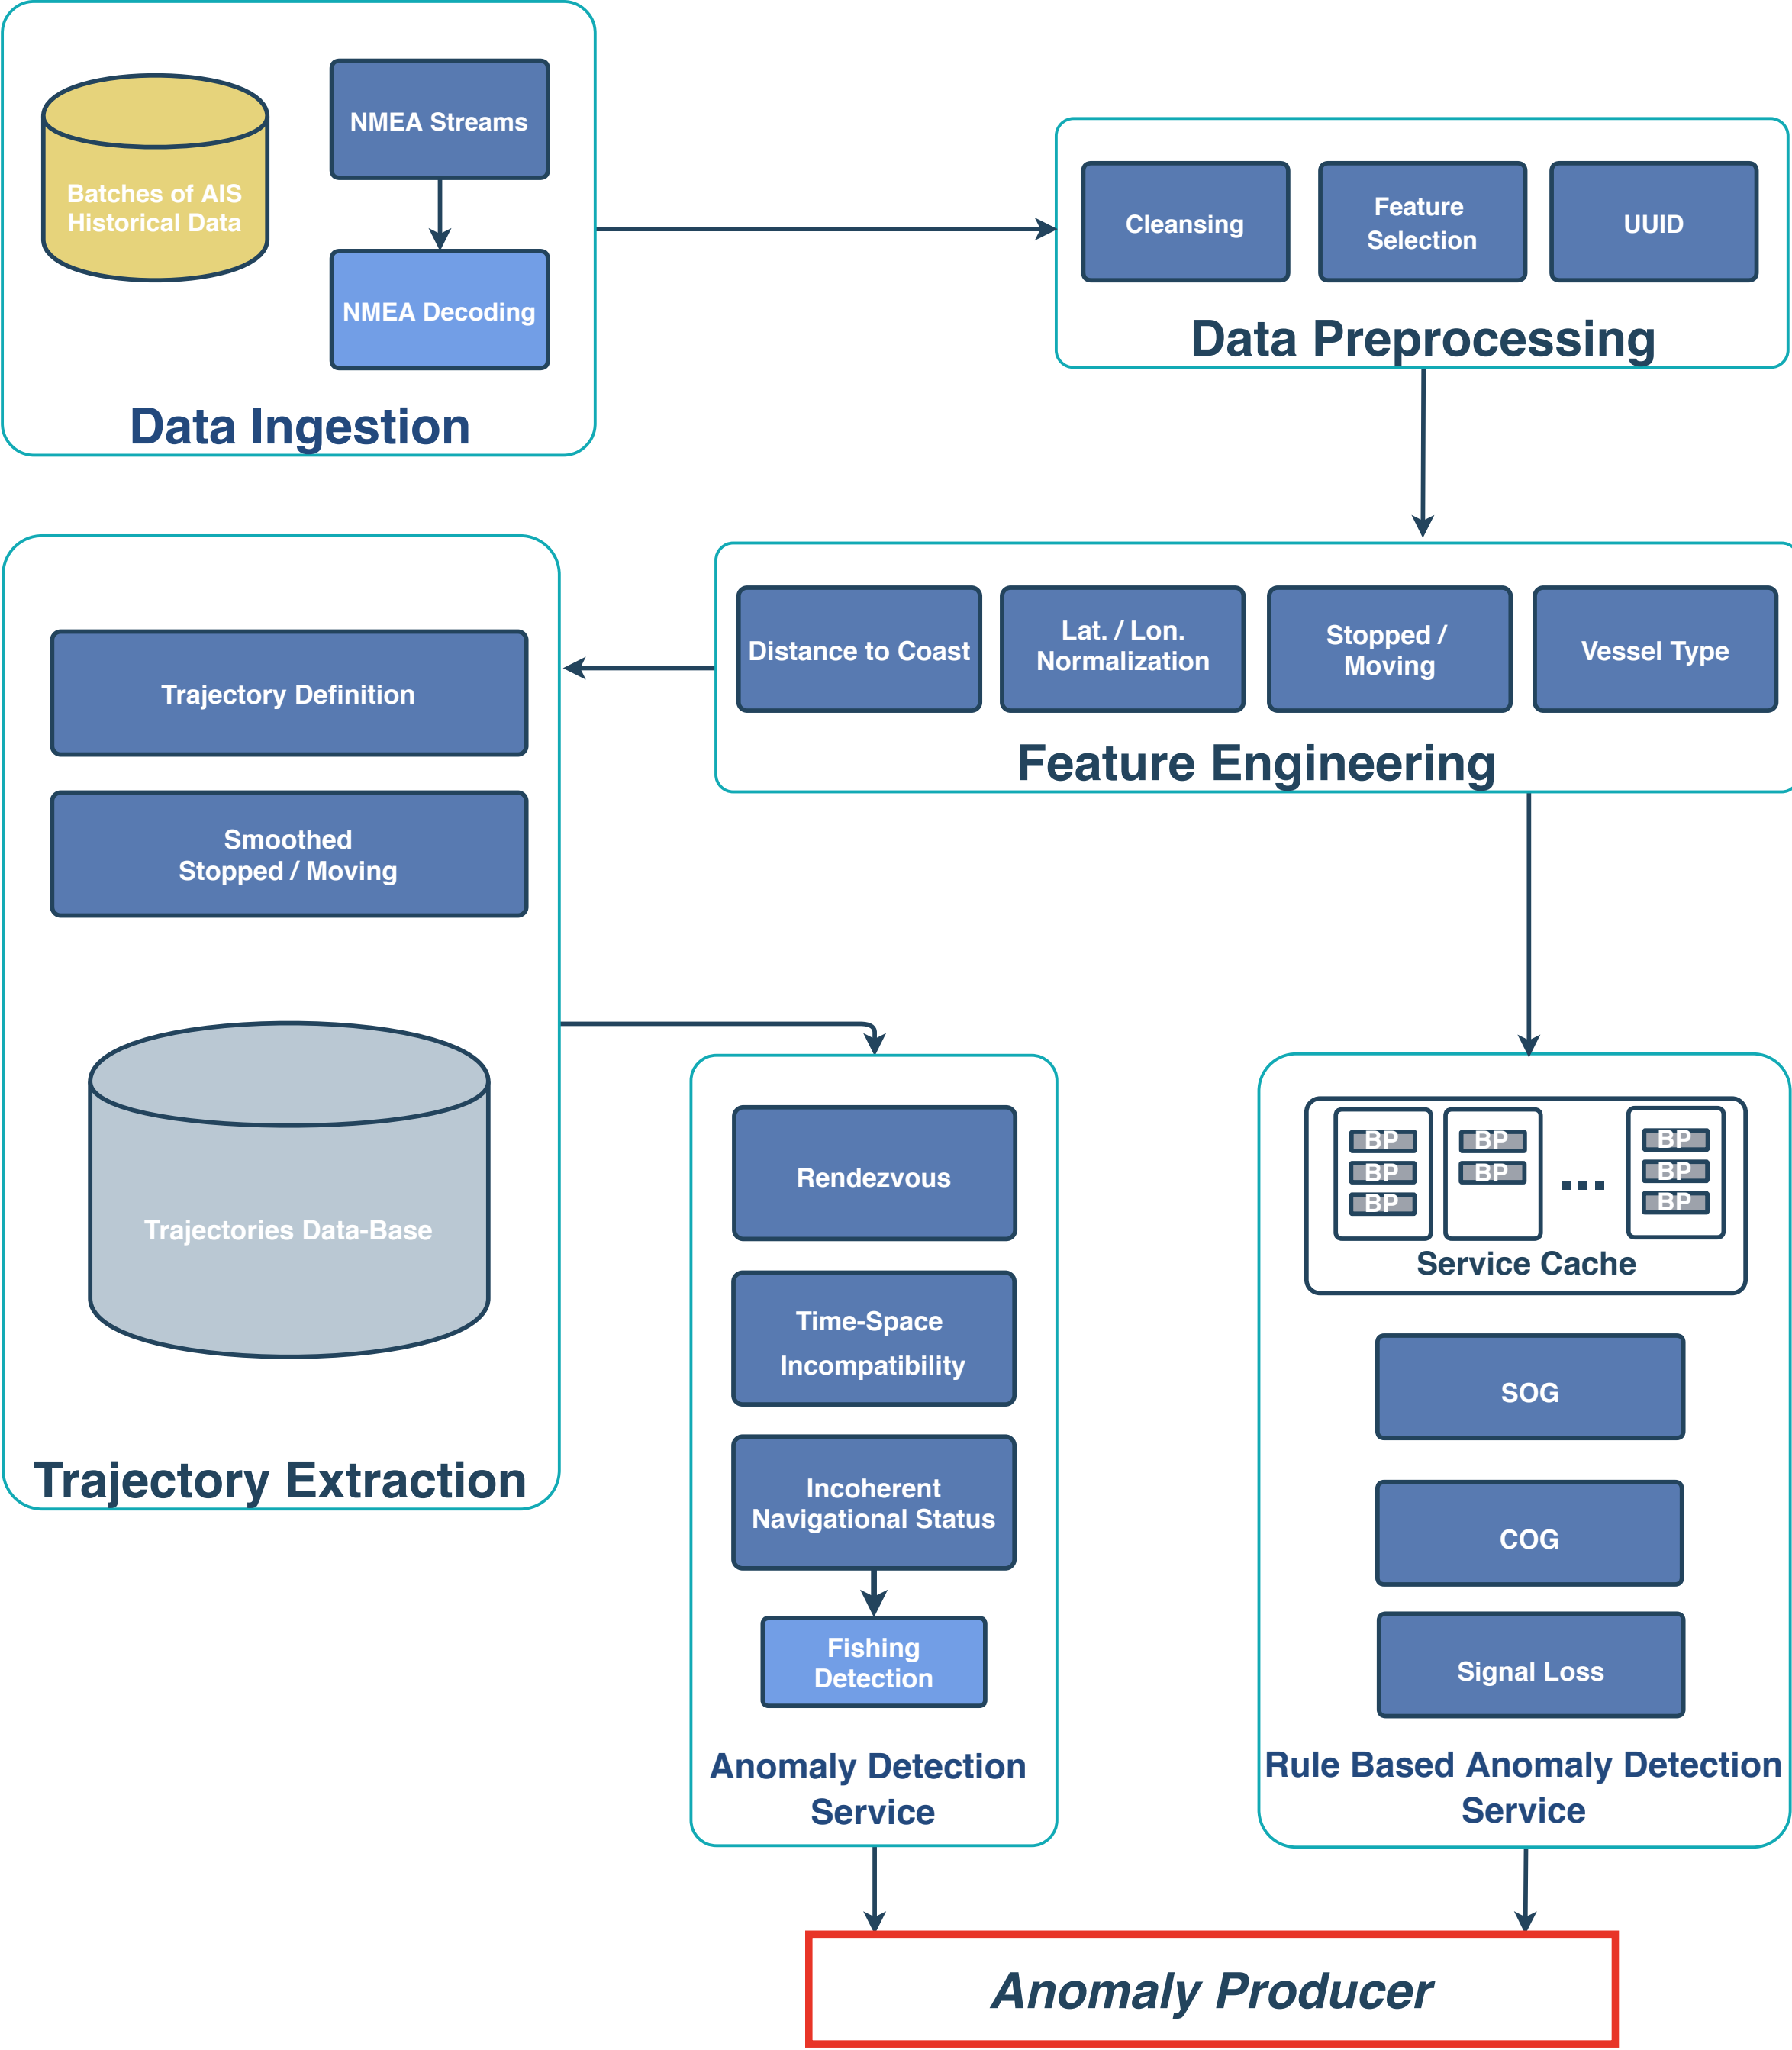 Batches of AIS
Historical Data
NMEA Streams
NMEA Decoding
Data Ingestion
Cleansing
Feature
Selection
UUID
Data Preprocessing
Distance to Coast
Lat. / Lon.
Normalization
Stopped /
Moving
Vessel Type
Feature Engineering
Trajectory Definition
Smoothed
Stopped / Moving
Trajectories Data-Base
Trajectory Extraction
Rendezvous
Time-Space
Incompatibility
Incoherent
Navigational Status
Fishing
Detection
Anomaly Detection
Service
BP
BP
BP
BP
BP
...
BP
BP
BP
Service Cache
SOG
COG
Signal Loss
Rule Based Anomaly Detection
Service
Anomaly Producer